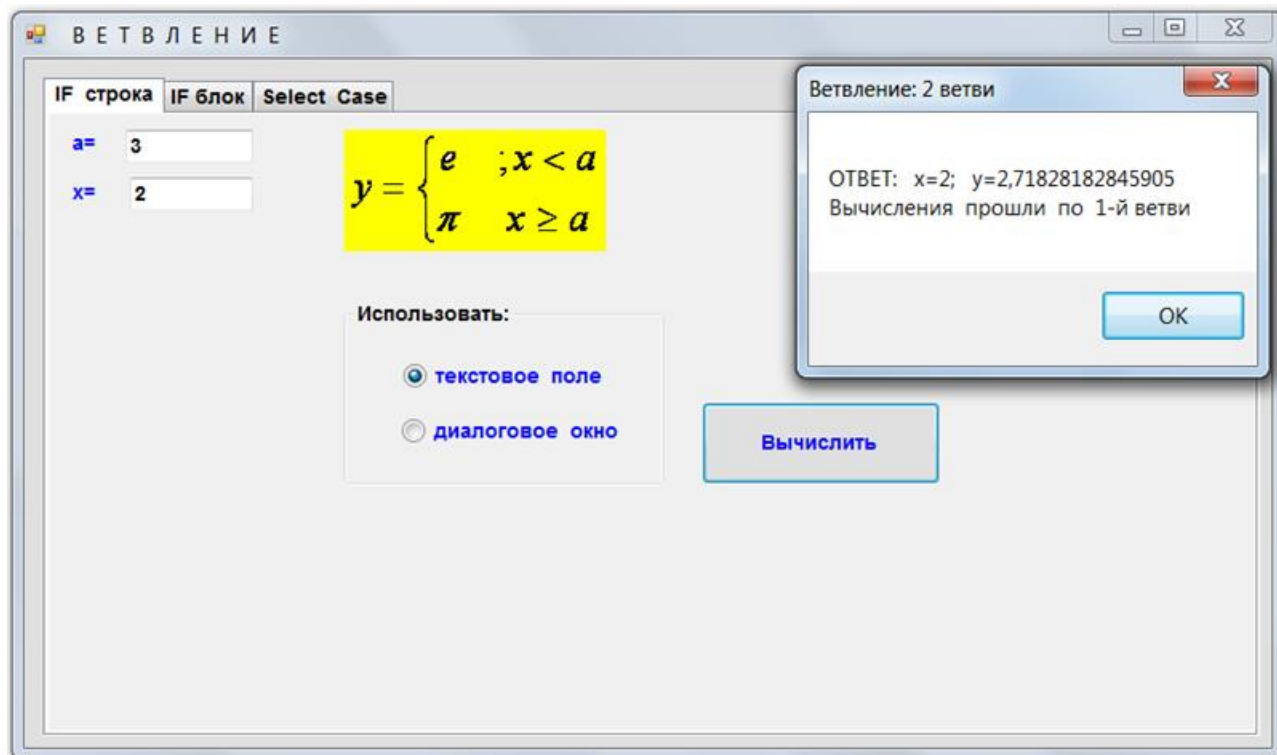 В Е Т В Л Е Н И Е
IF строка IF блок Select Case
a= 3
x= 2
y = { e ; x < a
π x ≥ a
Использовать:
текстовое поле
диалоговое окно
Вычислить
Ветвление: 2 ветви
ОТВЕТ: x=2; y=2,71828182845905
Вычисления прошли по 1-й ветви
OK